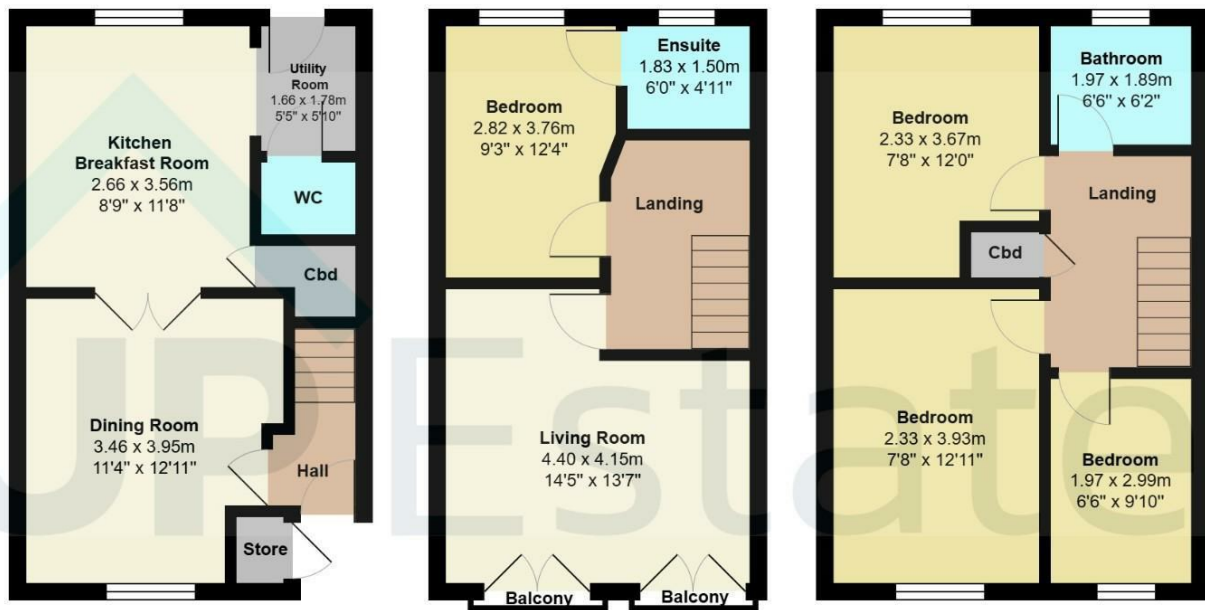 Kitchen
Breakfast Room
2.66 x 3.56m
8'9" x 11'8"
Utility
Room
1.66 x 1.78m
5'5" x 5'10"
WC
Cbd
Dining Room
3.46 x 3.95m
11'4" x 12'11"
Hall
Store
Bedroom
2.82 x 3.76m
9'3" x 12'4"
Ensuite
1.83 x 1.50m
6'0" x 4'11"
Landing
Living Room
4.40 x 4.15m
14'5" x 13'7"
Balcony
Balcony
Bedroom
2.33 x 3.67m
7'8" x 12'0"
Bathroom
1.97 x 1.89m
6'6" x 6'2"
Landing
Cbd
Bedroom
2.33 x 3.93m
7'8" x 12'11"
Bedroom
1.97 x 2.99m
6'6" x 9'10"
UPEstate